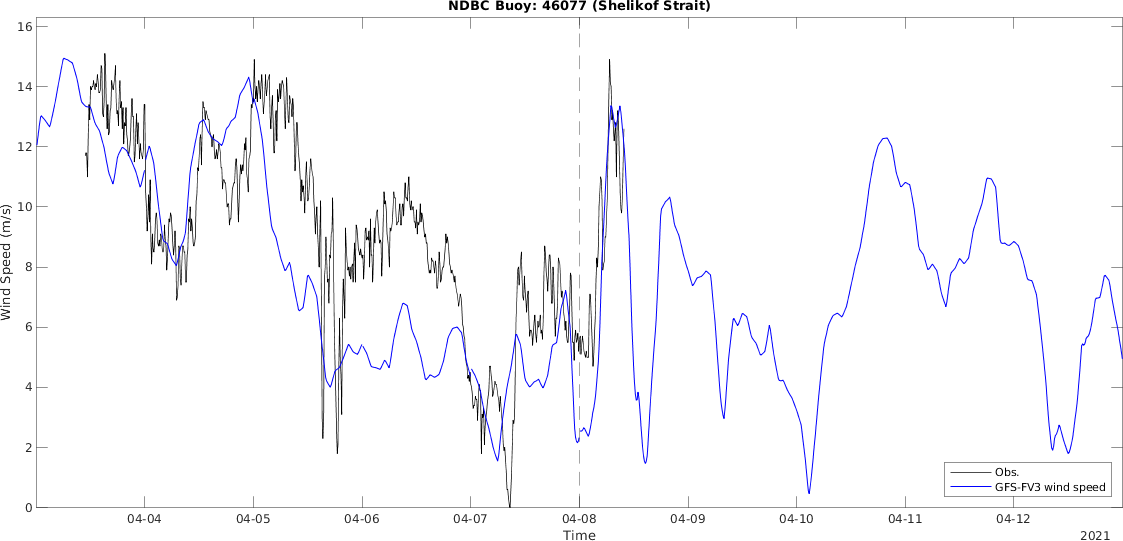 NDBC Buoy: 46077 (Shelikof Strait)
16
14
12
10
8
6
4
2
0
Wind Speed (m/s)
04-04 04-05 04-06 04-07 04-08 04-09 04-10 04-11 04-12
Time
2021
Obs.
GFS-FV3 wind speed